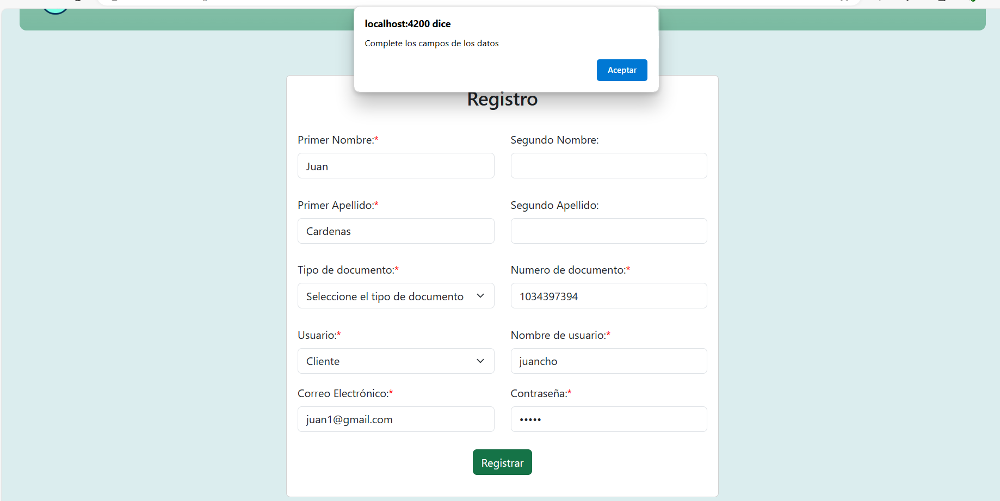 localhost:4200 dice
Complete los campos de los datos
Aceptar
Registro
Primer Nombre:*
Segundo Nombre:
Juan
Primer Apellido:*
Segundo Apellido:
Cardenas
Tipo de documento:*
Numero de documento:*
Seleccione el tipo de documento
1034397394
Usuario:*
Nombre de usuario:*
Cliente
juancho
Correo Electrónico:*
Contraseña:*
juan1@gmail.com
•••••
Registrar